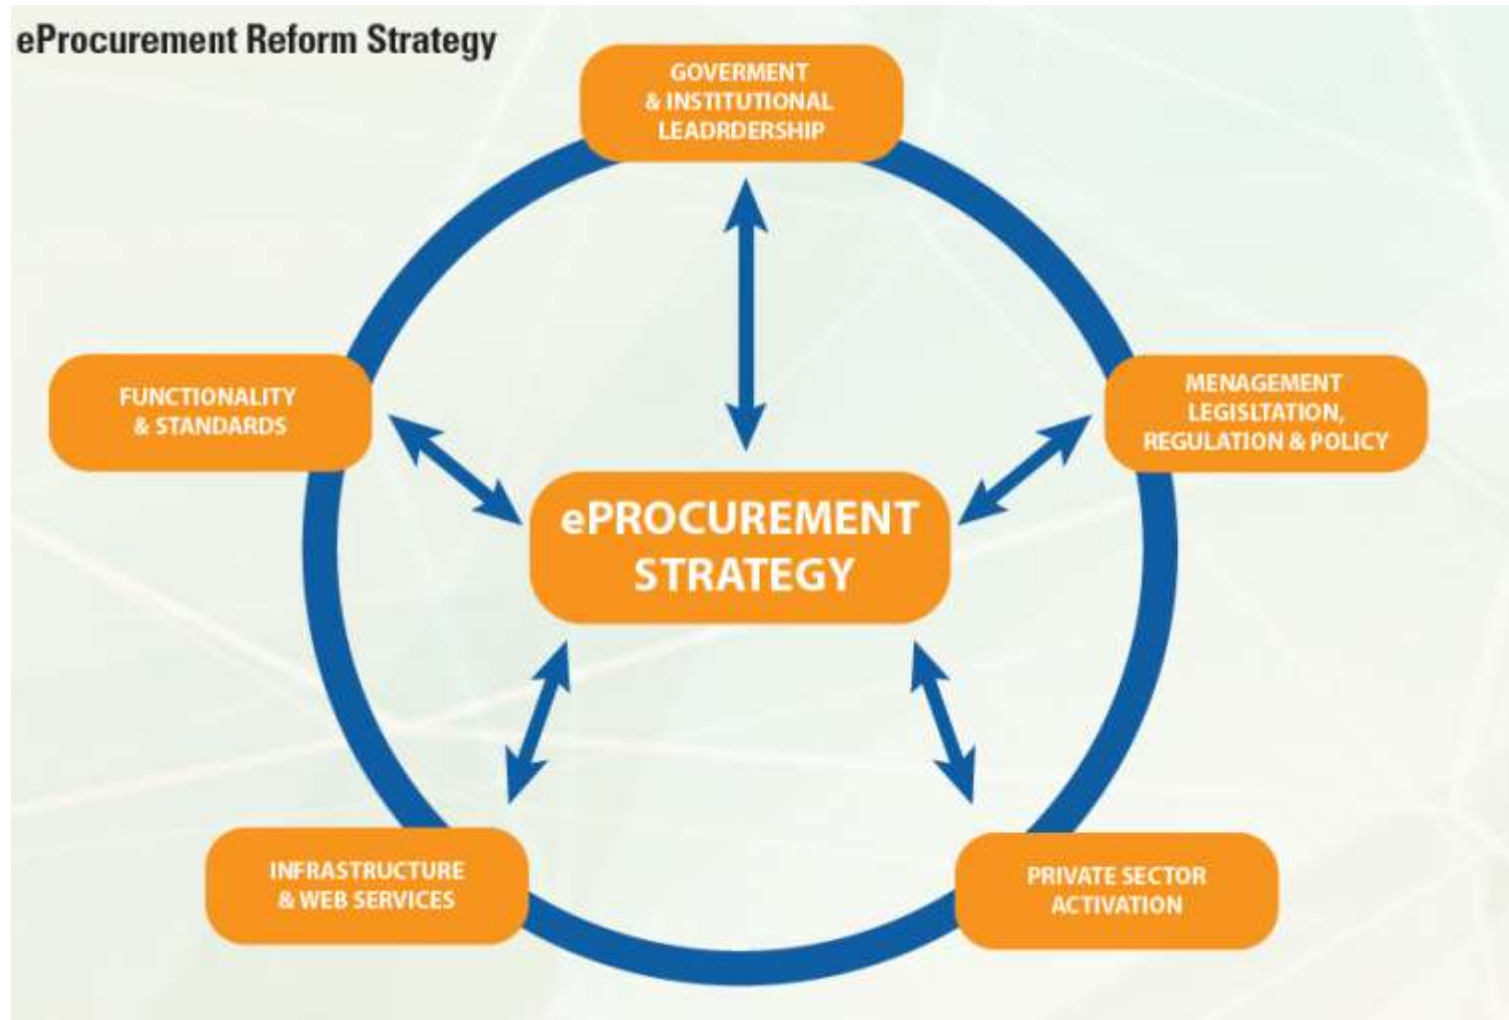 eProcurement Reform Strategy
GOVERMENT
& INSTITUTIONAL
LEADRDERSHIP
FUNCTIONALITY
& STANDARDS
MENAGEMENT
LEGISLTATION,
REGULATION & POLICY
ePROCUREMENT
STRATEGY
INFRASTRUCTURE
& WEB SERVICES
PRIVATE SECTOR
ACTIVATION